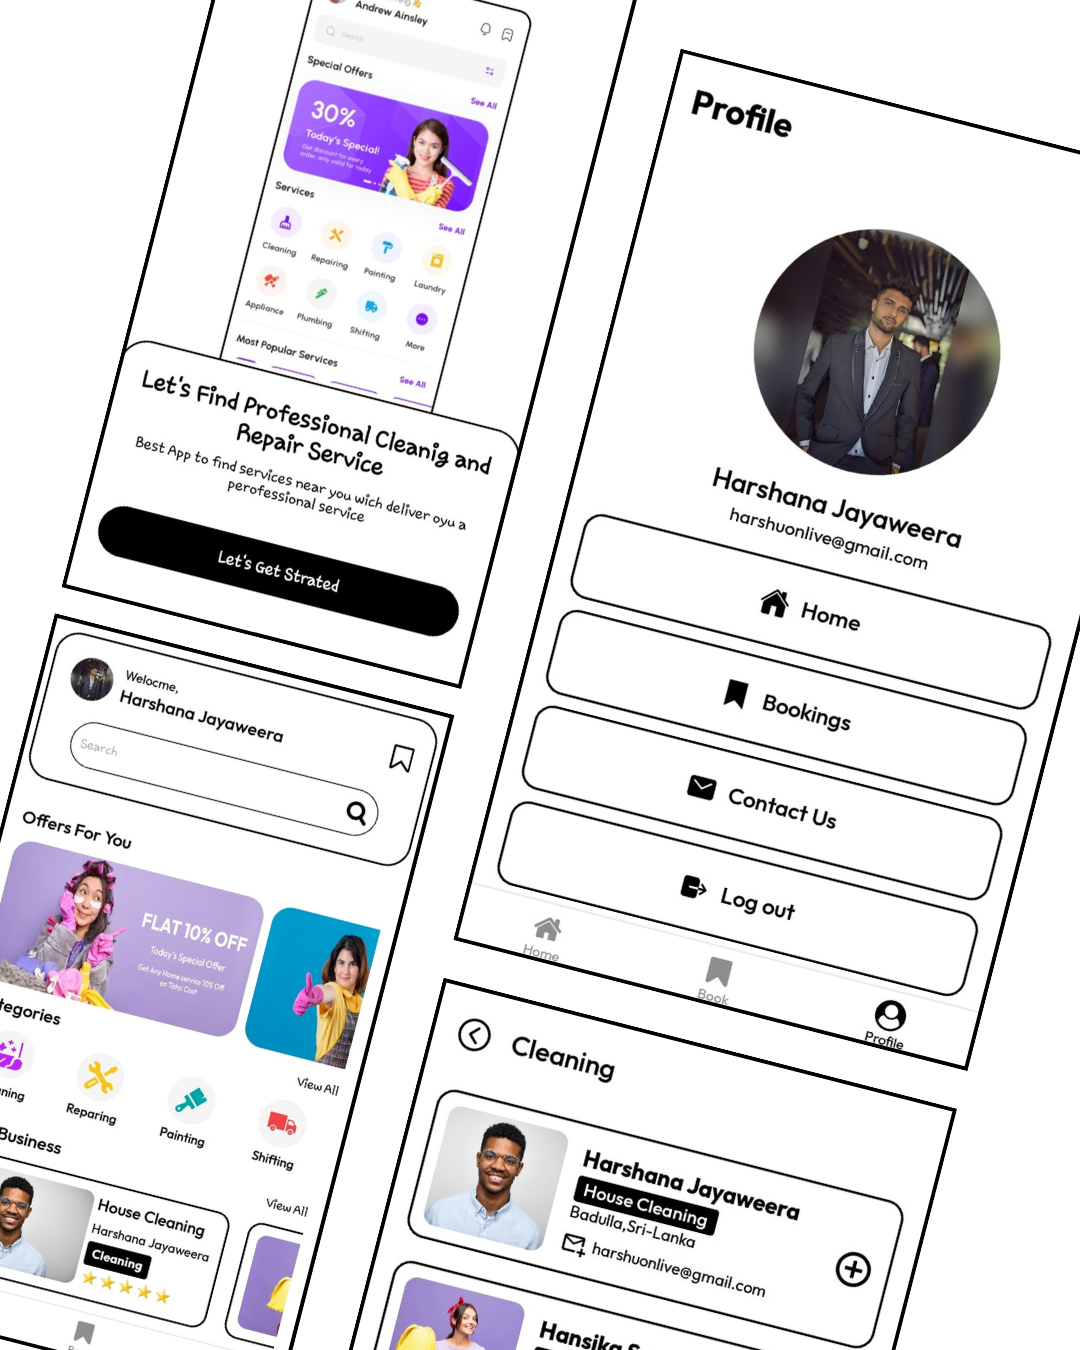 Andrew Ainsley
Search
Special Offers
See All
30%
Today's Special!
Get discount for every
order, only valid for today
Services
See All
Cleaning
Repairing
Painting
Laundry
Appliance
Plumbing
Shifting
More
Most Popular Services
See All
Let's Find Professional Cleanig and
Repair Service
Best App to find services near you wich deliver oyu a
perofessional service
Let's Get Strated
Profile
Harshana Jayaweera
harshuonlive@gmail.com
Home
Bookings
Contact Us
Log out
Home
Book
Profile
Welocme,
Harshana Jayaweera
Search
Offers For You
FLAT 10% OFF
Today's Special Offer
Get Any Home service 10% Off
on Total Cost
tegories
View All
ning
Reparing
Painting
Shifting
Business
View All
House Cleaning
Harshana Jayaweera
Cleaning
Cleaning
Harshana Jayaweera
House Cleaning
Badulla,Sri-Lanka
harshuonlive@gmail.com
Hansika